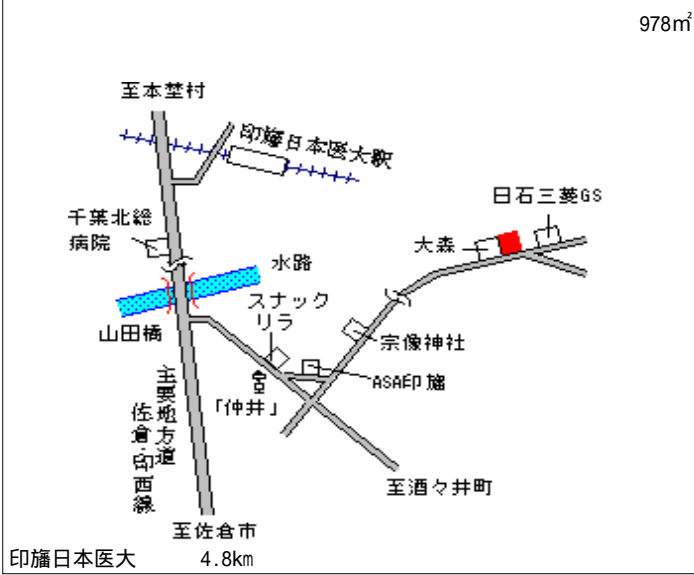 978㎡
至本埜村
印旛日本医大駅
日石三菱GS
千葉北総
病院
大森
水路
スナック
リラ
山田橋
宗像神社
ASA印旛
「仲井」
主要地方道
佐倉・印西線
至酒々井町
至佐倉市
印旛日本医大 4.8km